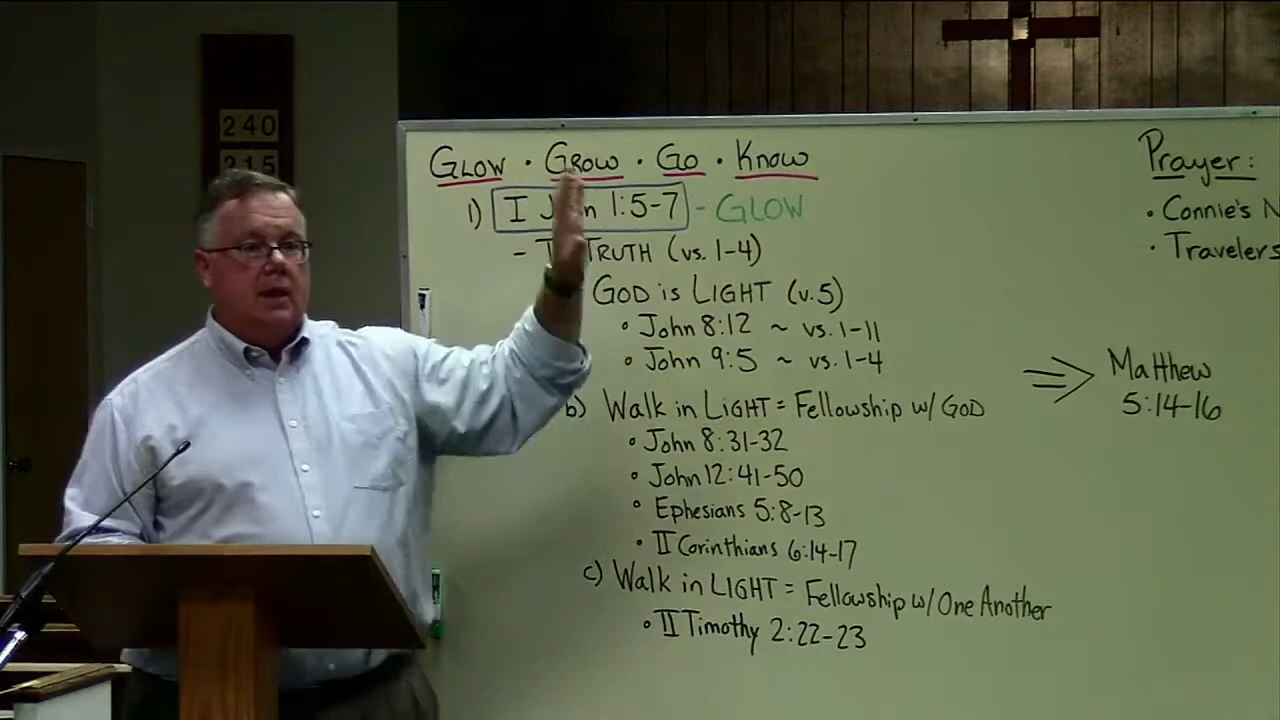 240
215
GLOW · GROW · GO · KNOW
1) I John 1:5-7 - GLOW
- TRUTH (vs. 1-4)
GOD is LIGHT (v.5)
• John 8:12 ~ vs. 1-11
• John 9:5 ~ vs. 1-4
b) Walk in LIGHT = Fellowship w/ GOD
• John 8:31-32
• John 12:41-50
• Ephesians 5:8-13
• II Corinthians 6:14-17
c) Walk in LIGHT = Fellowship w/ One Another
• II Timothy 2:22-23
⇒ Matthew
5:14-16
Prayer:
• Connie's N
• Travelers